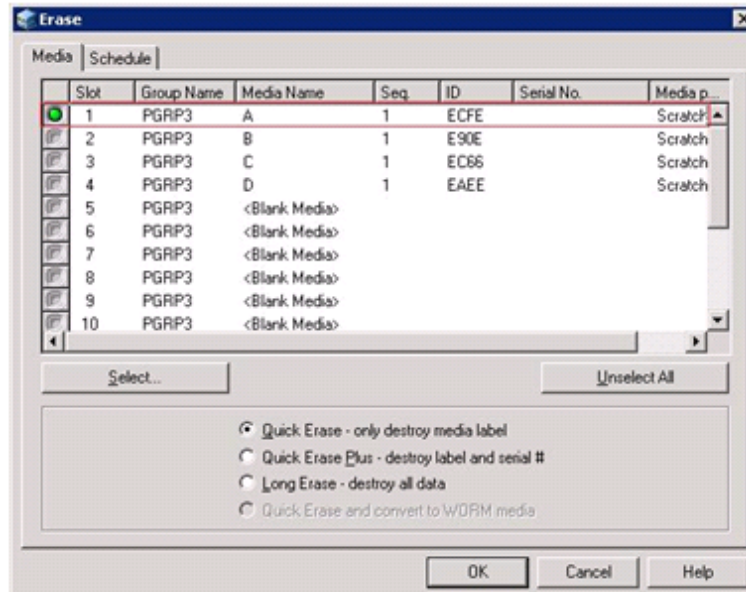 Erase
Media Schedule
Slot Group Name Media Name Seq. ID Serial No. Media p...
1 PGRP3 A 1 ECFE Scratch
2 PGRP3 B 1 E90E Scratch
3 PGRP3 C 1 EC66 Scratch
4 PGRP3 D 1 EAEE Scratch
5 PGRP3 <Blank Media>
6 PGRP3 <Blank Media>
7 PGRP3 <Blank Media>
8 PGRP3 <Blank Media>
9 PGRP3 <Blank Media>
10 PGRP3 <Blank Media>
Select... Unselect All
Quick Erase - only destroy media label
Quick Erase Plus - destroy label and serial #
Long Erase - destroy all data
Quick Erase and convert to WORM media
OK Cancel Help